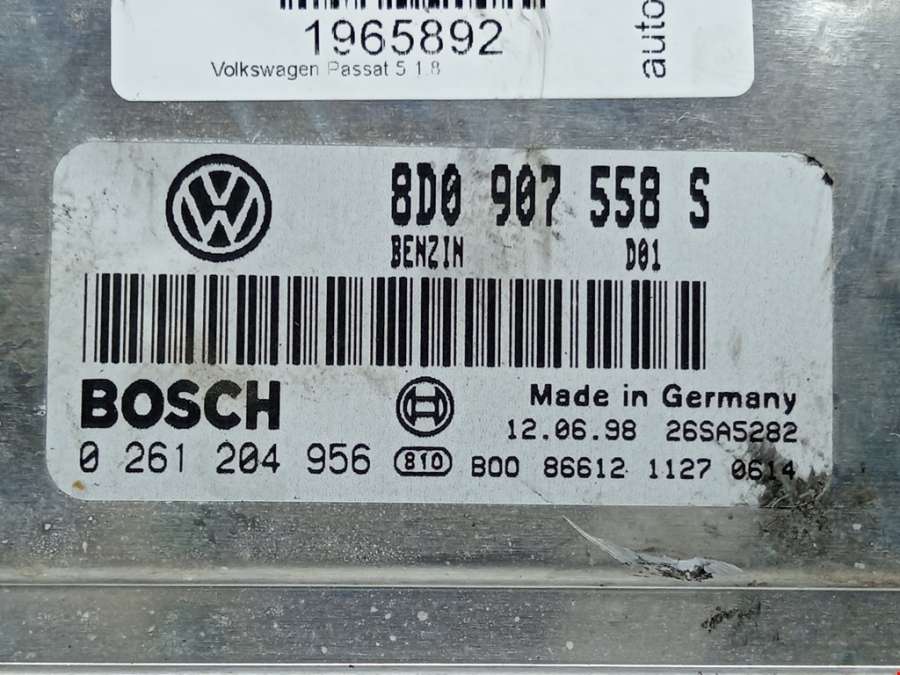 1965892
Volkswagen Passat 5 1.8
auto
8D0 907 558 S
BENZIN D01
BOSCH
Made in Germany
12.06.98 26SA5282
0 261 204 956 810 B00 86612 1127 0614